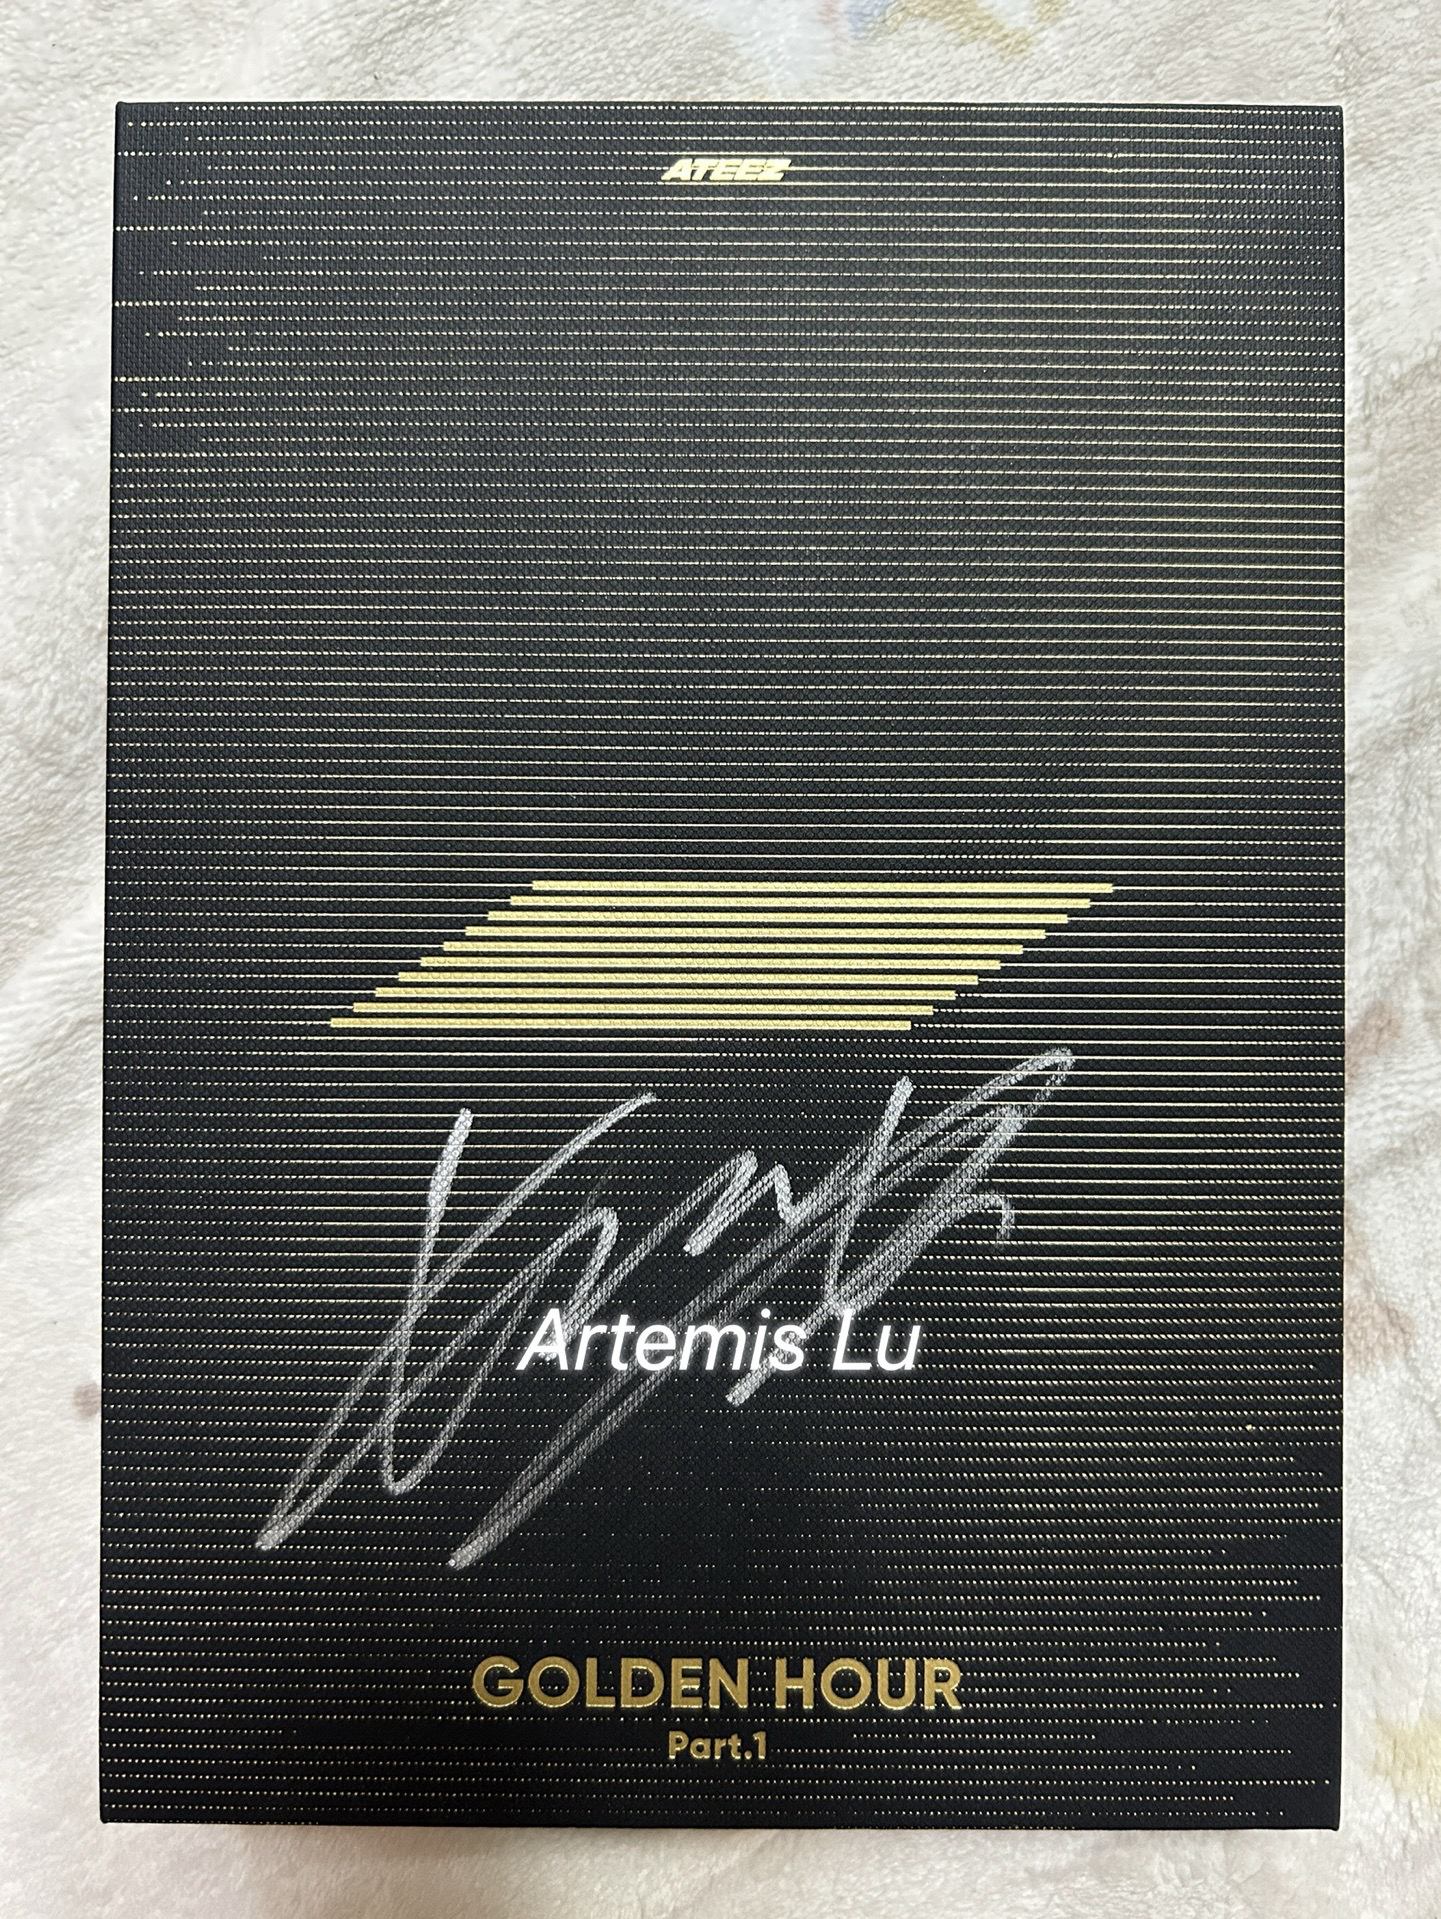 ATEEZ
Artemis Lu
GOLDEN HOUR
Part.1